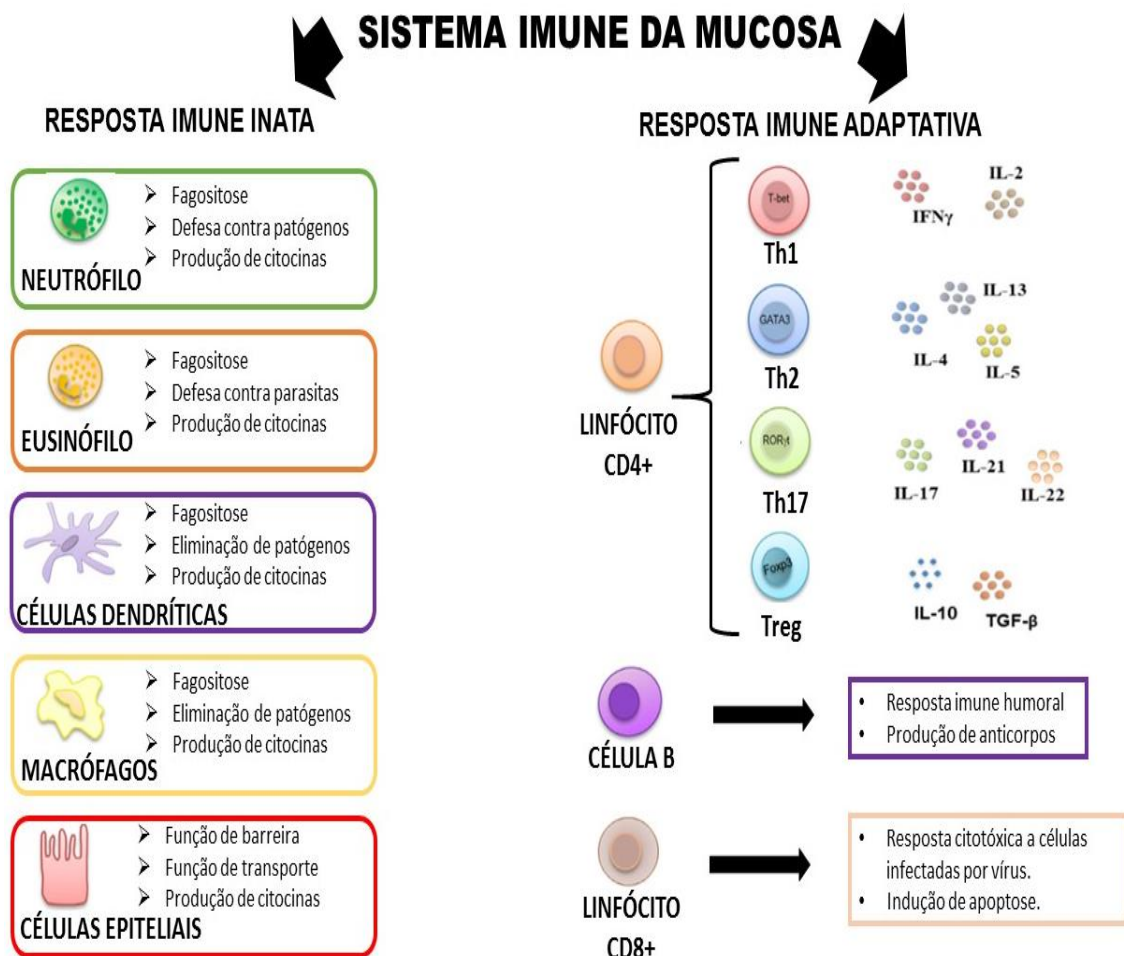 SISTEMA IMUNE DA MUCOSA
RESPOSTA IMUNE INATA
Fagositose
Defesa contra patógenos
Produção de citocinas
NEUTRÓFILO
Fagositose
Defesa contra parasitas
Produção de citocinas
EUSINÓFILO
Fagositose
Eliminação de patógenos
Produção de citocinas
CÉLULAS DENDRÍTICAS
Fagositose
Eliminação de patógenos
Produção de citocinas
MACRÓFAGOS
Função de barreira
Função de transporte
Produção de citocinas
CÉLULAS EPITELIAIS
RESPOSTA IMUNE ADAPTATIVA
LINFÓCITO
CD4+
T-bet
Th1
IFNγ
IL-2
GATA3
Th2
IL-4
IL-13
IL-5
RORγt
Th17
IL-17
IL-21
IL-22
Foxp3
Treg
IL-10
TGF-β
CÉLULA B
• Resposta imune humoral
• Produção de anticorpos
LINFÓCITO
CD8+
• Resposta citotóxica a células
infectadas por vírus.
• Indução de apoptose.